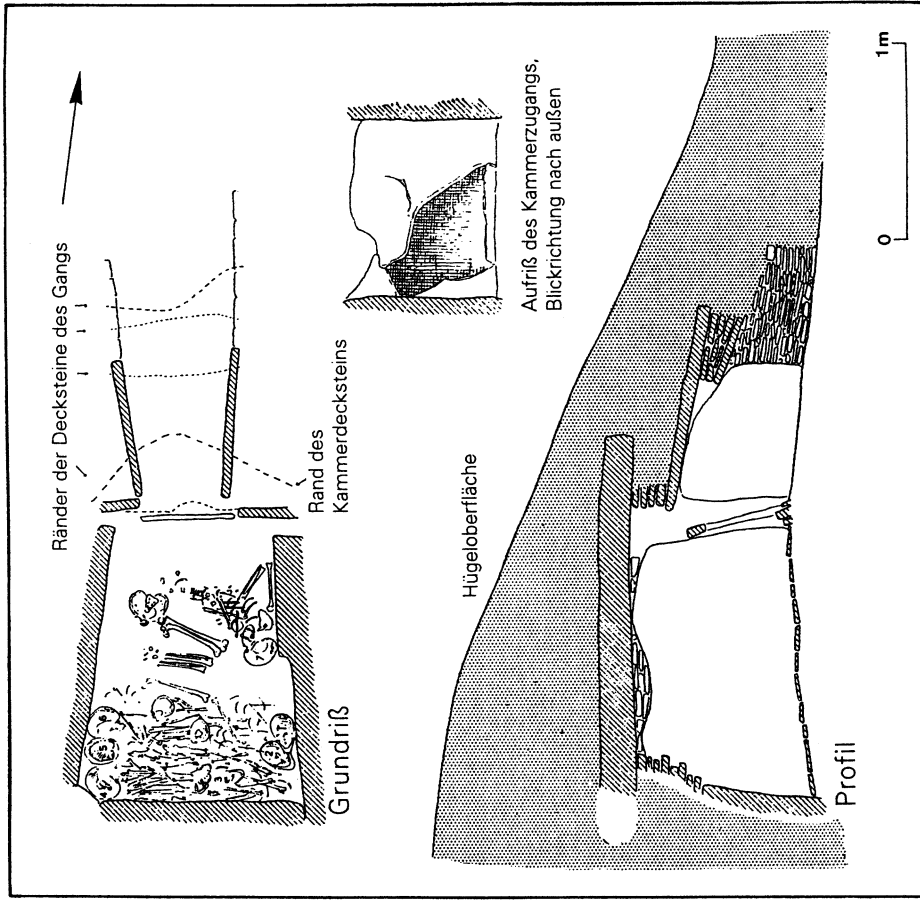 Ränder der Decksteine des Gangs
Rand des
Kammerdecksteins
Grundriß
Aufriß des Kammerzugangs,
Blickrichtung nach außen
Hügeloberfläche
Profil
0
1m